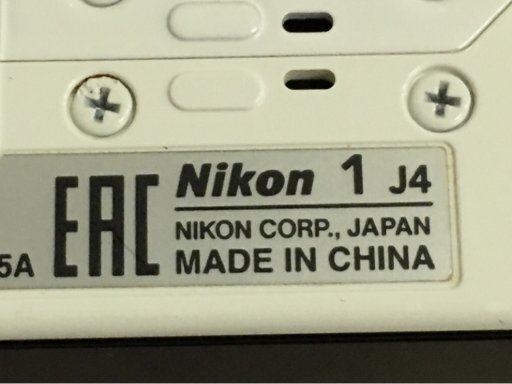 5A EAC Nikon 1 J4
NIKON CORP., JAPAN
MADE IN CHINA